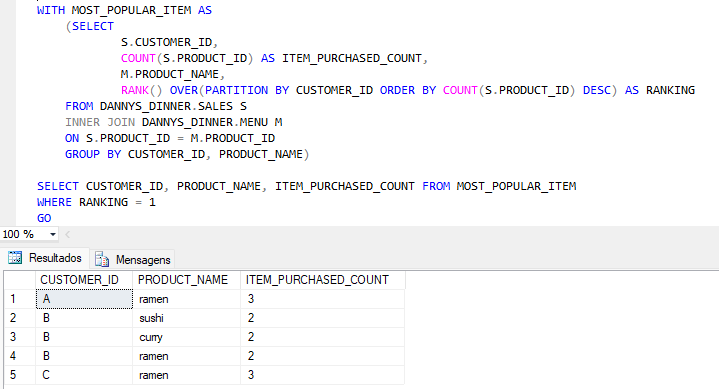 WITH MOST_POPULAR_ITEM AS
(SELECT
S.CUSTOMER_ID,
COUNT(S.PRODUCT_ID) AS ITEM_PURCHASED_COUNT,
M.PRODUCT_NAME,
RANK() OVER(PARTITION BY CUSTOMER_ID ORDER BY COUNT(S.PRODUCT_ID) DESC) AS RANKING
FROM DANNYS_DINNER.SALES S
INNER JOIN DANNYS_DINNER.MENU M
ON S.PRODUCT_ID = M.PRODUCT_ID
GROUP BY CUSTOMER_ID, PRODUCT_NAME)
SELECT CUSTOMER_ID, PRODUCT_NAME, ITEM_PURCHASED_COUNT FROM MOST_POPULAR_ITEM
WHERE RANKING = 1
GO
100 %
Resultados Mensagens
CUSTOMER_ID PRODUCT_NAME ITEM_PURCHASED_COUNT
1 A ramen 3
2 B sushi 2
3 B curry 2
4 B ramen 2
5 C ramen 3